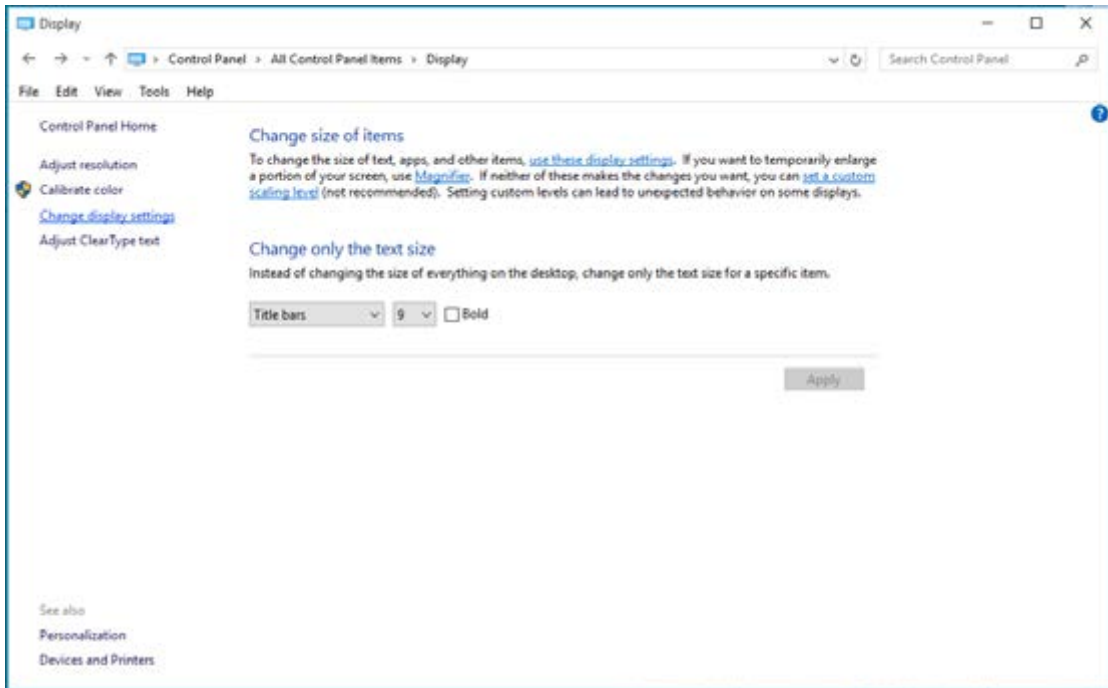 Display
Control Panel > All Control Panel Items > Display
Search Control Panel
File Edit View Tools Help
Control Panel Home
Adjust resolution
Calibrate color
Change display settings
Adjust ClearType text
Change size of items
To change the size of text, apps, and other items, use these display settings. If you want to temporarily enlarge
a portion of your screen, use Magnifier. If neither of these makes the changes you want, you can set a custom
scaling level (not recommended). Setting custom levels can lead to unexpected behavior on some displays.
Change only the text size
Instead of changing the size of everything on the desktop, change only the text size for a specific item.
Title bars 9 Bold
Apply
See also
Personalization
Devices and Printers